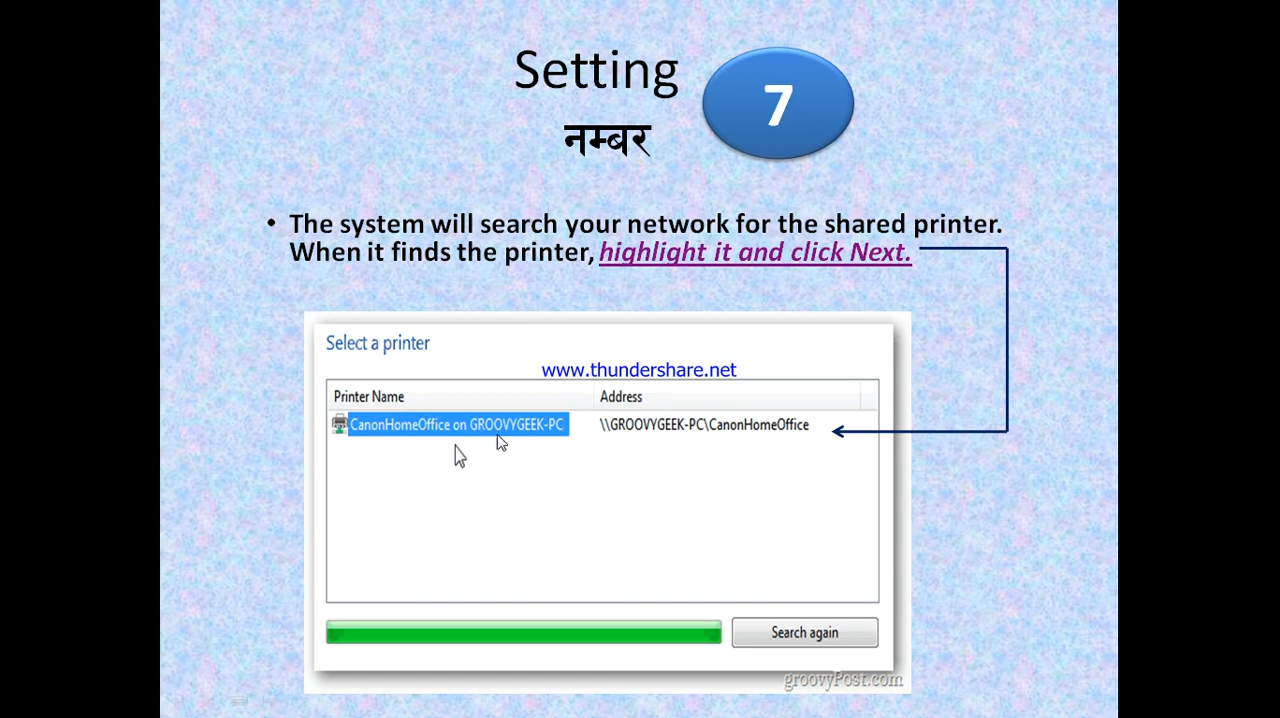 Setting
7
नम्बर
• The system will search your network for the shared printer.
When it finds the printer, highlight it and click Next.
Select a printer
www.thundershare.net
Printer Name Address
CanonHomeOffice on GROOVYGEEK-PC \\GROOVYGEEK-PC\CanonHomeOffice
Search again
groovyPost.com